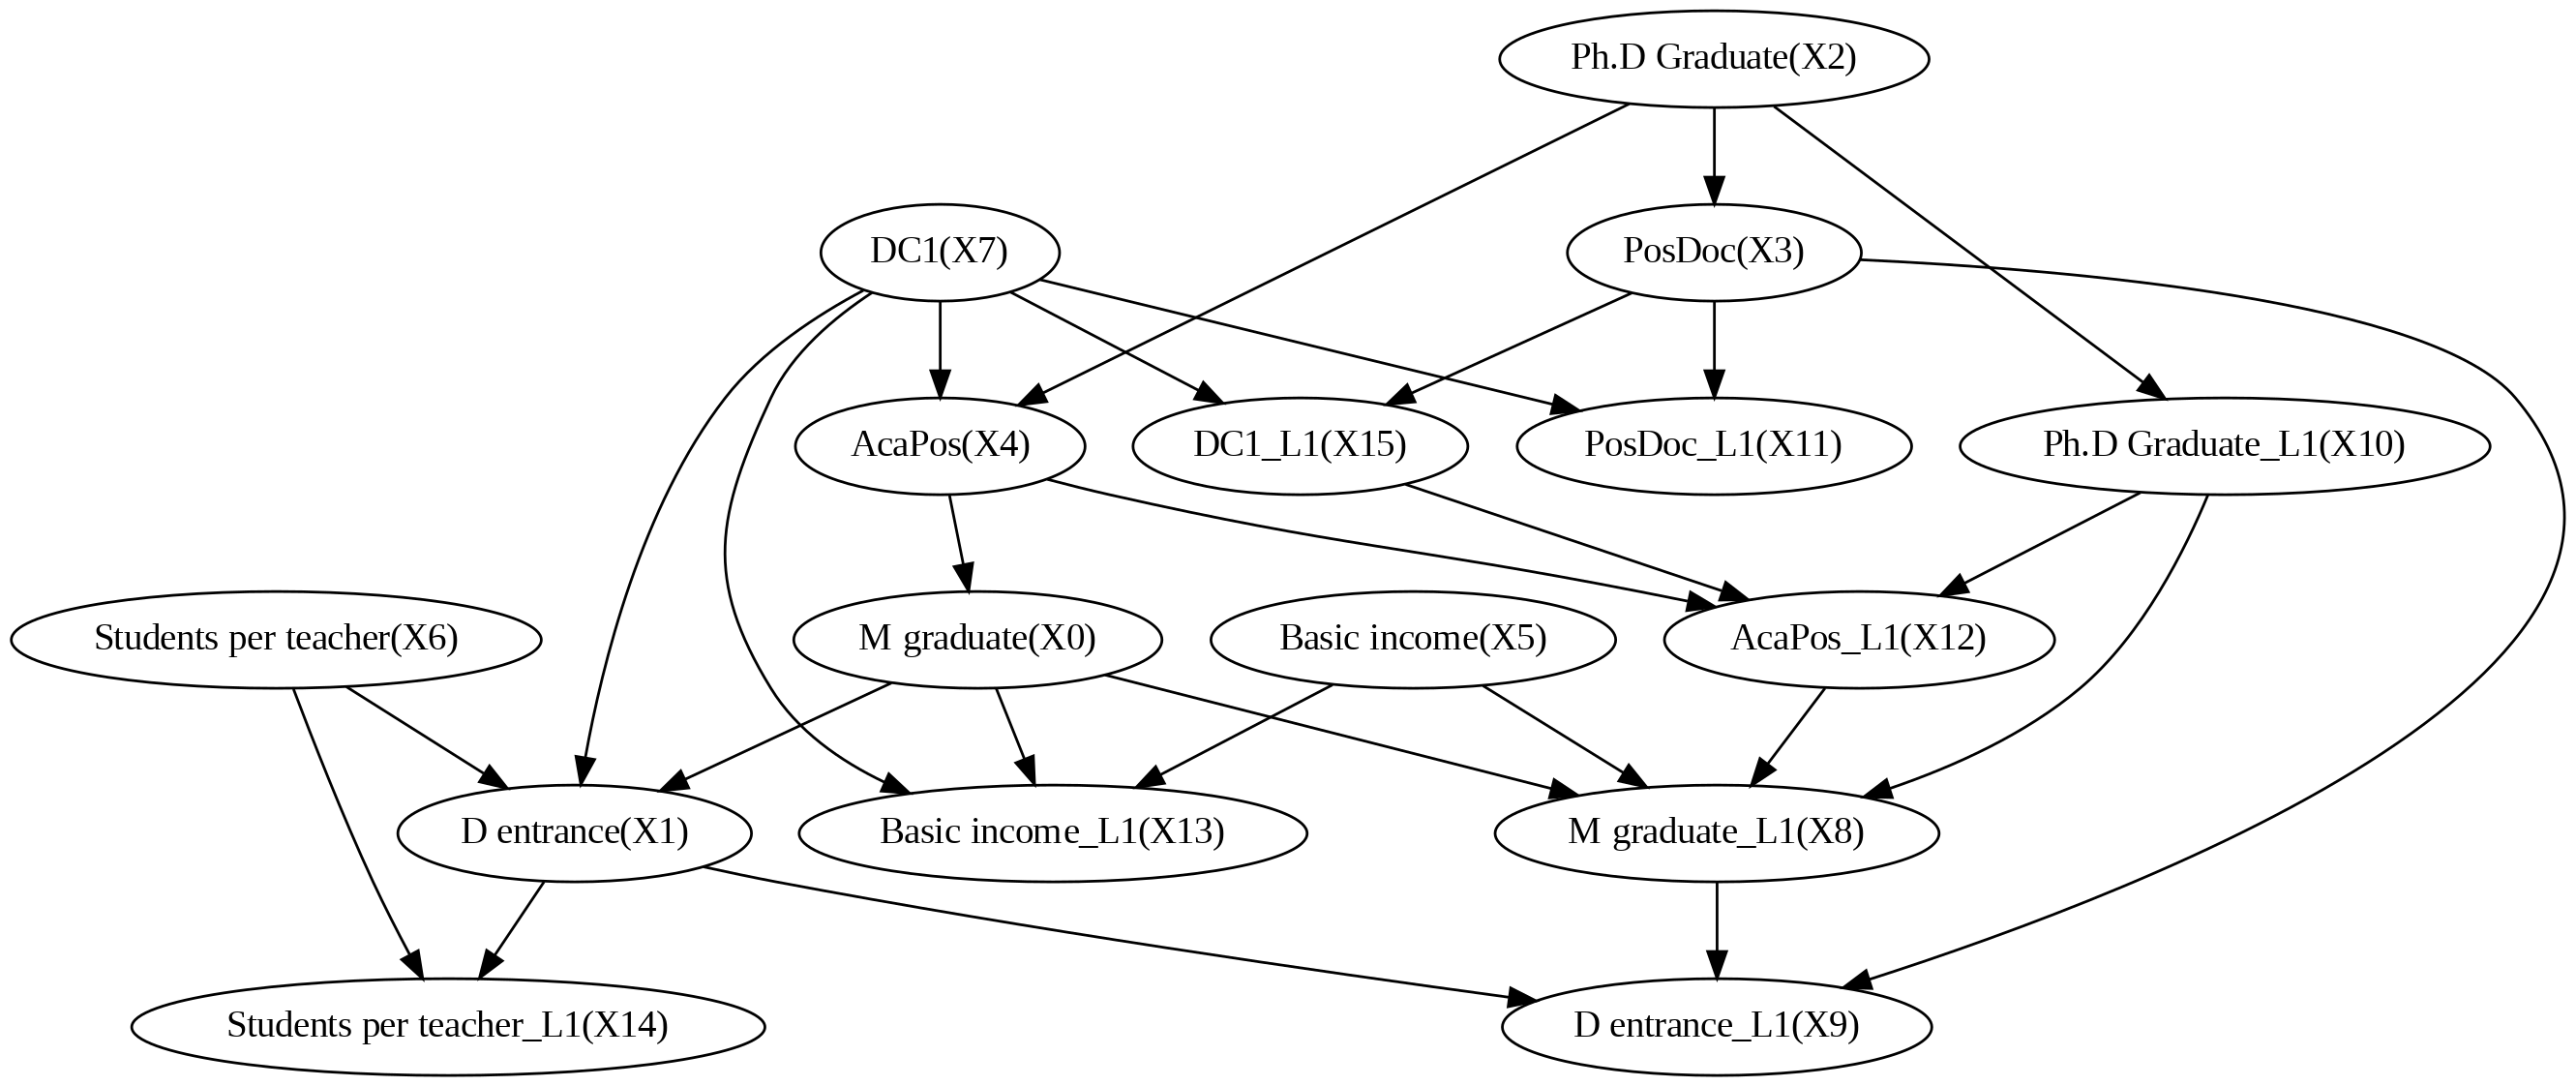 Ph.D Graduate(X2)
DC1(X7)
PosDoc(X3)
AcaPos(X4)
DC1_L1(X15)
PosDoc_L1(X11)
Ph.D Graduate_L1(X10)
Students per teacher(X6)
M graduate(X0)
Basic income(X5)
AcaPos_L1(X12)
D entrance(X1)
Basic income_L1(X13)
M graduate_L1(X8)
Students per teacher_L1(X14)
D entrance_L1(X9)